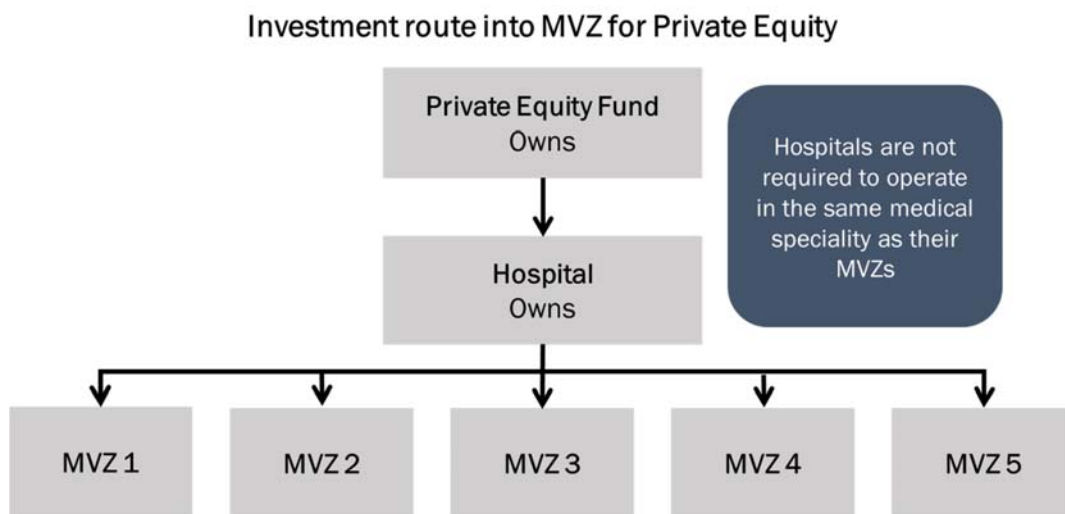 Investment route into MVZ for Private Equity
Private Equity Fund
Owns
Hospitals are not
required to operate
in the same medical
speciality as their
MVZs
Hospital
Owns
MVZ 1
MVZ 2
MVZ 3
MVZ 4
MVZ 5